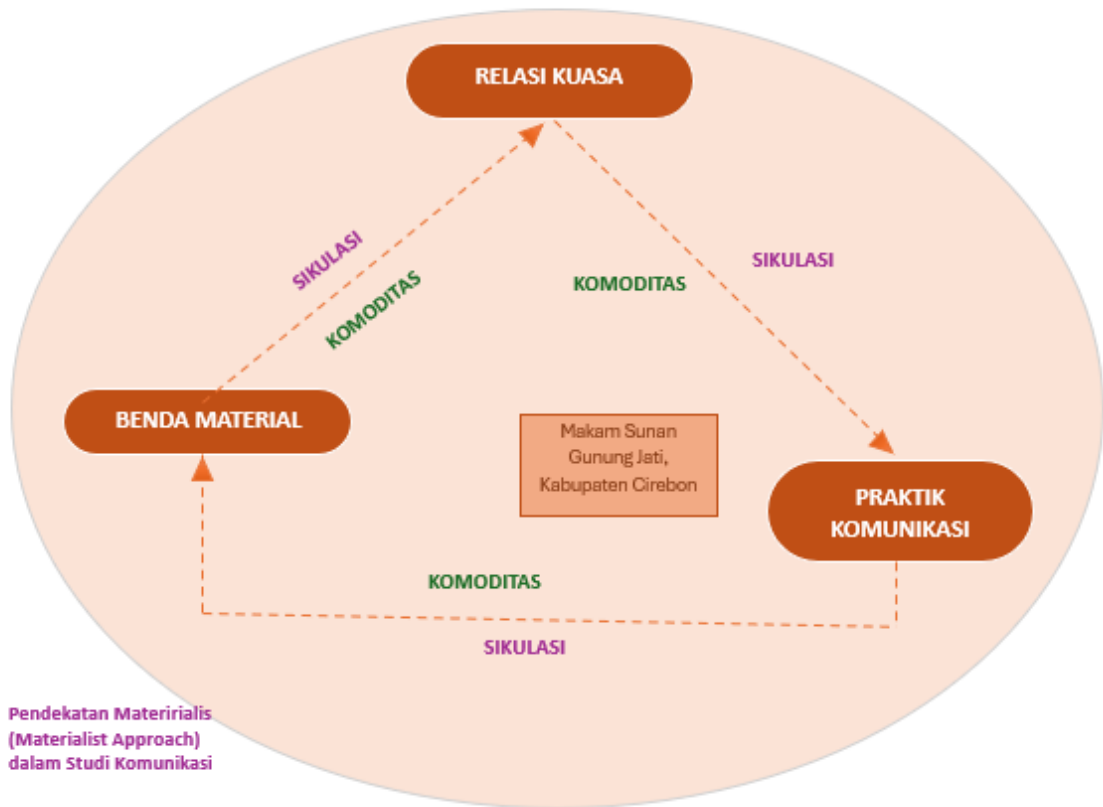 RELASI KUASA
SIKULASI
SIKULASI
KOMODITAS
KOMODITAS
BENDA MATERIAL
Makam Sunan
Gunung Jati,
Kabupaten Cirebon
PRAKTIK
KOMUNIKASI
KOMODITAS
SIKULASI
Pendekatan Materirialis
(Materialist Approach)
dalam Studi Komunikasi